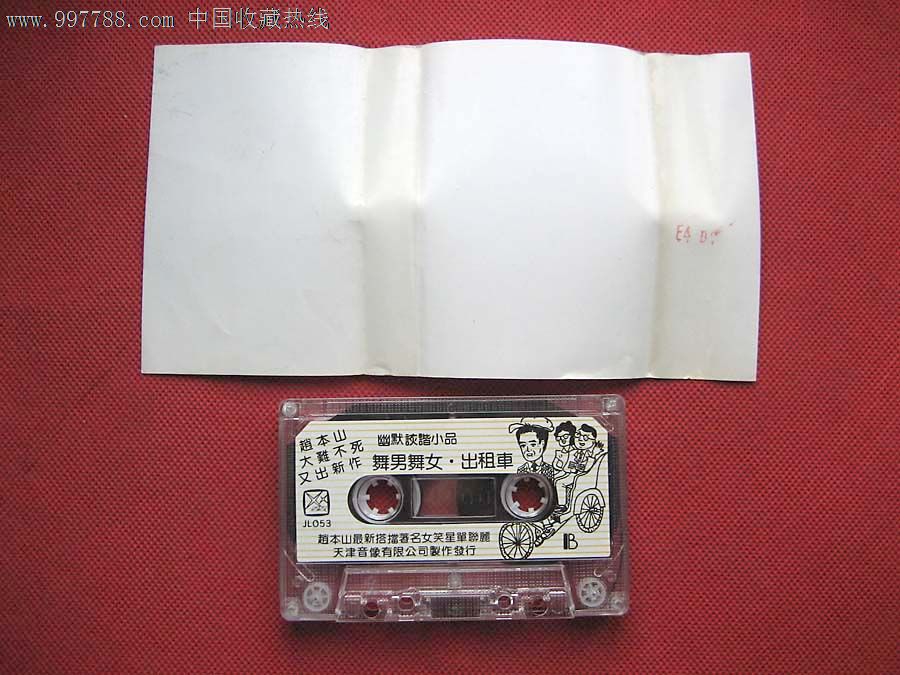 www.997788.com 中国收藏热线
E4
趙本山
大難不死
又出新作
幽默詼諧小品
舞男舞女·出租車
JL053
趙本山最新搭擋著名女笑星單聯麗
天津音像有限公司製作發行
B